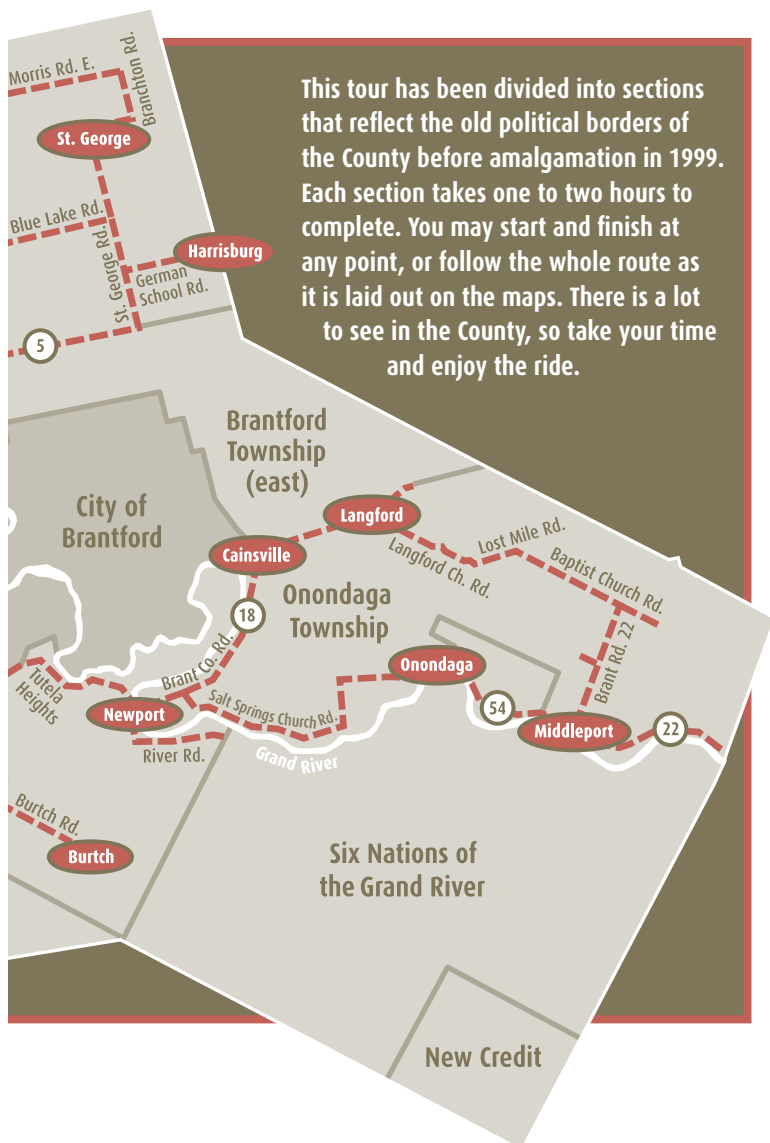 Morris Rd. E.
Branchton Rd.
St. George
Blue Lake Rd.
St. George Rd.
Harrisburg
German
School Rd.
5
This tour has been divided into sections
that reflect the old political borders of
the County before amalgamation in 1999.
Each section takes one to two hours to
complete. You may start and finish at
any point, or follow the whole route as
it is laid out on the maps. There is a lot
to see in the County, so take your time
and enjoy the ride.
Brantford
Township
(east)
City of
Brantford
Langford
Cainsville
Lost Mile Rd.
Langford Ch. Rd.
Baptist Church Rd.
Onondaga
Township
18
Brant Co. Rd.
Brant Rd. 22
Onondaga
Tutela
Heights
Newport
Salt Springs Church Rd.
54
Middleport
22
River Rd.
Grand River
Burtch Rd.
Burtch
Six Nations of
the Grand River
New Credit